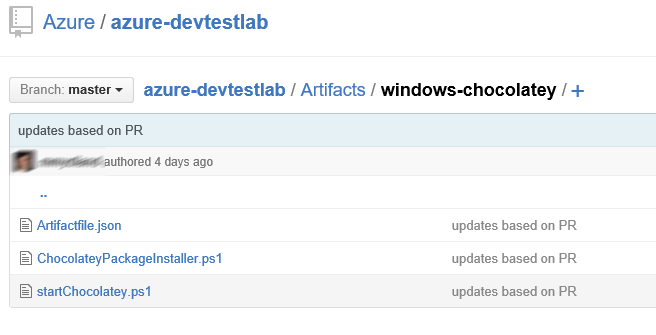 Azure / azure-devtestlab
Branch: master azure-devtestlab / Artifacts / windows-chocolatey / +
updates based on PR
authored 4 days ago
..
Artifactfile.json updates based on PR
ChocolateyPackageInstaller.ps1 updates based on PR
startChocolatey.ps1 updates based on PR